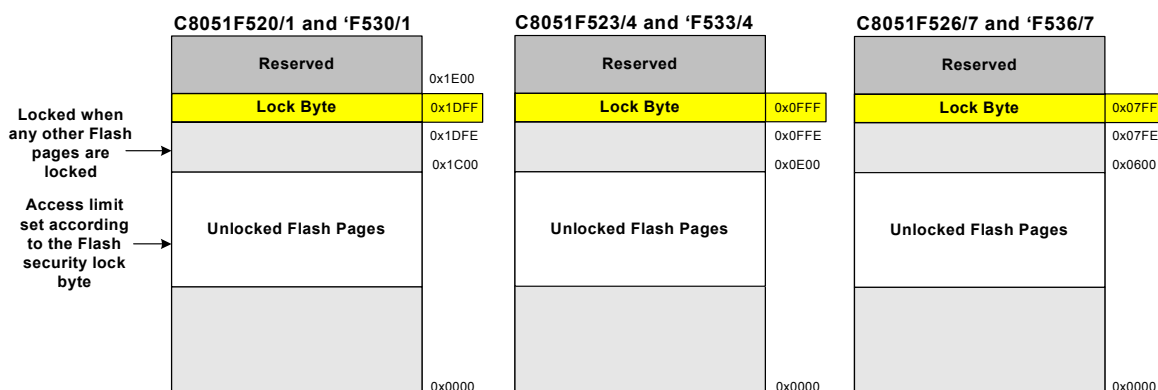 C8051F520/1 and ‘F530/1
C8051F523/4 and ‘F533/4
C8051F526/7 and ‘F536/7
Locked when
any other Flash
pages are
locked
Access limit
set according
to the Flash
security lock
byte
Reserved
0x1E00
Lock Byte
0x1DFF
0x1DFE
0x1C00
Unlocked Flash Pages
0x0000
Reserved
Lock Byte
0x0FFF
0x0FFE
0x0E00
Unlocked Flash Pages
0x0000
Reserved
Lock Byte
0x07FF
0x07FE
0x0600
Unlocked Flash Pages
0x0000